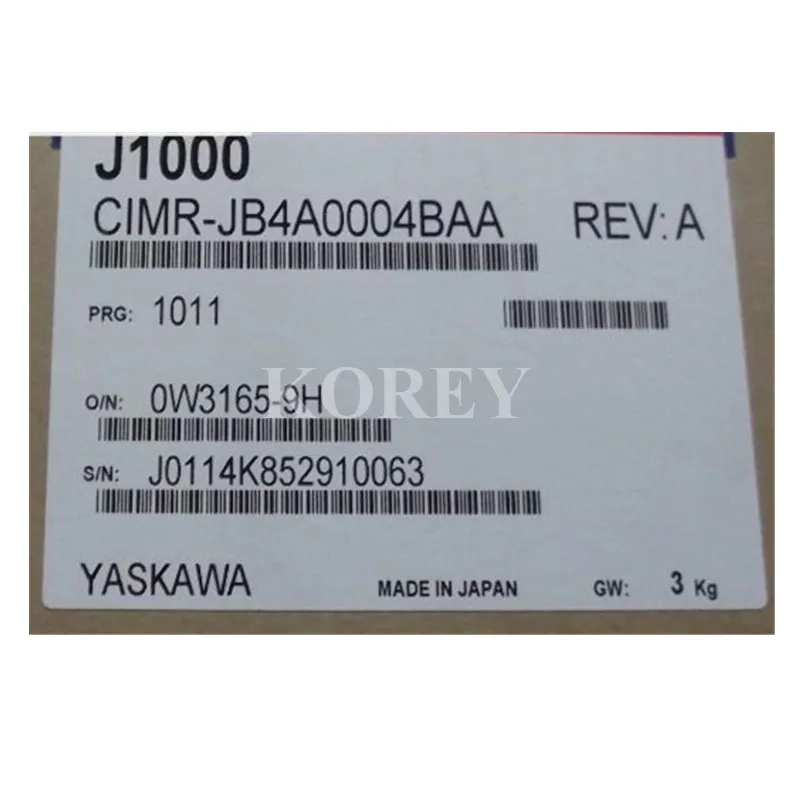 J1000
CIMR-JB4A0004BAA REV: A
PRG: 1011
KOREY
O/N: 0W3165-9H
S/N: J0114K852910063
YASKAWA MADE IN JAPAN GW: 3 Kg